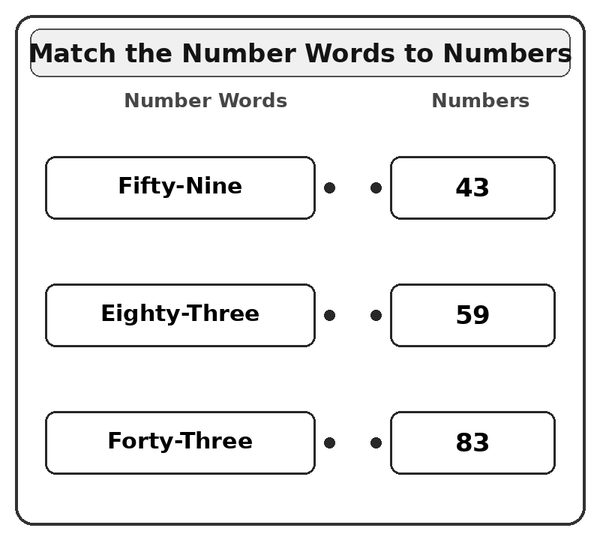 Match the Number Words to Numbers
Number Words Numbers
Fifty-Nine 43
Eighty-Three 59
Forty-Three 83